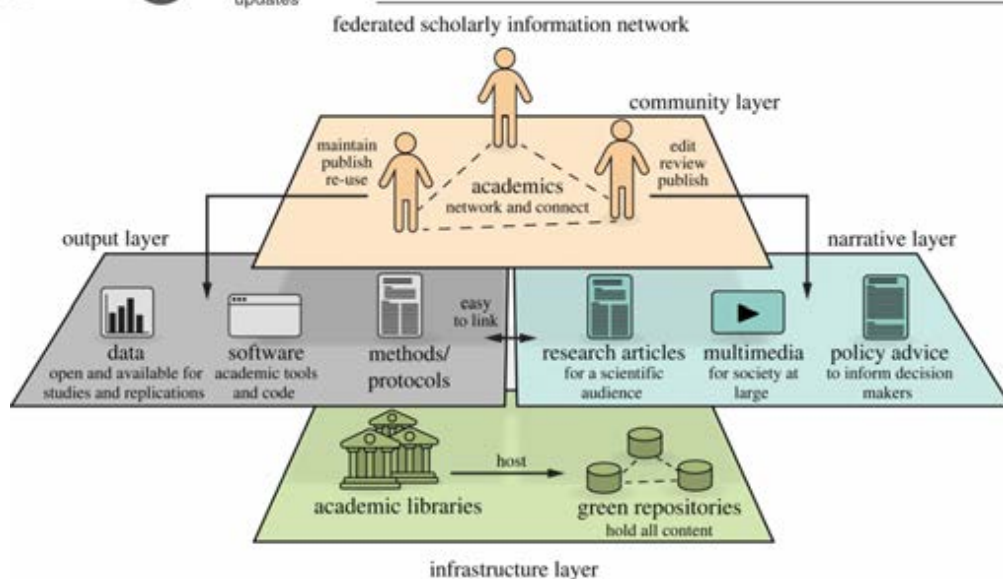 updates
federated scholarly information network
community layer
maintain
publish
re-use
edit
review
publish
academics
network and connect
output layer
narrative layer
easy
to link
data
open and available for
studies and replications
software
academic tools
and code
methods/
protocols
research articles
for a scientific
audience
multimedia
for society at
large
policy advice
to inform decision
makers
host
academic libraries
green repositories
hold all content
infrastructure layer